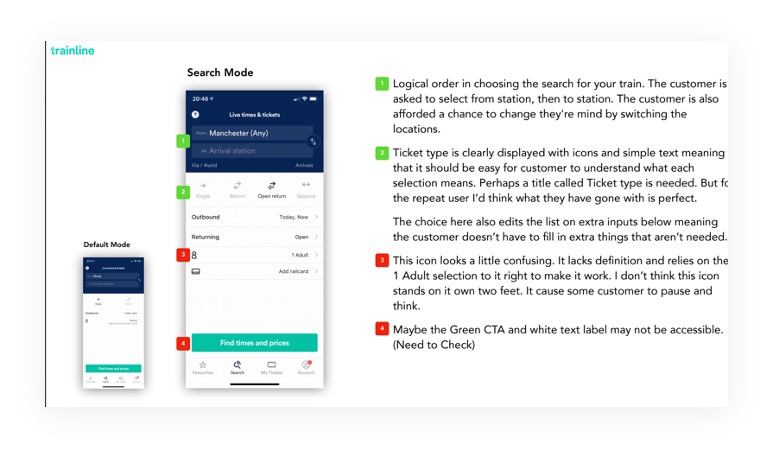 trainline
Search Mode
20:46
Live times & tickets
from Manchester (Any)
to Arrival station
Via / Avoid Arrivals
Single Return Open return Seasons
Outbound Today, Now
Returning Open
1 Adult
Add railcard
Find times and prices
Favourites Search My Tickets Account
Default Mode
Live times & tickets
Outbound
Find times and prices
1
2
3
4
1 Logical order in choosing the search for your train. The customer is
asked to select from station, then to station. The customer is also
afforded a chance to change they're mind by switching the
locations.
2 Ticket type is clearly displayed with icons and simple text meaning
that it should be easy for customer to understand what each
selection means. Perhaps a title called Ticket type is needed. But fo
the repeat user I'd think what they have gone with is perfect.
The choice here also edits the list on extra inputs below meaning
the customer doesn't have to fill in extra things that aren't needed.
3 This icon looks a little confusing. It lacks definition and relies on the
1 Adult selection to it right to make it work. I don't think this icon
stands on it own two feet. It cause some customer to pause and
think.
4 Maybe the Green CTA and white text label may not be accessible.
(Need to Check)